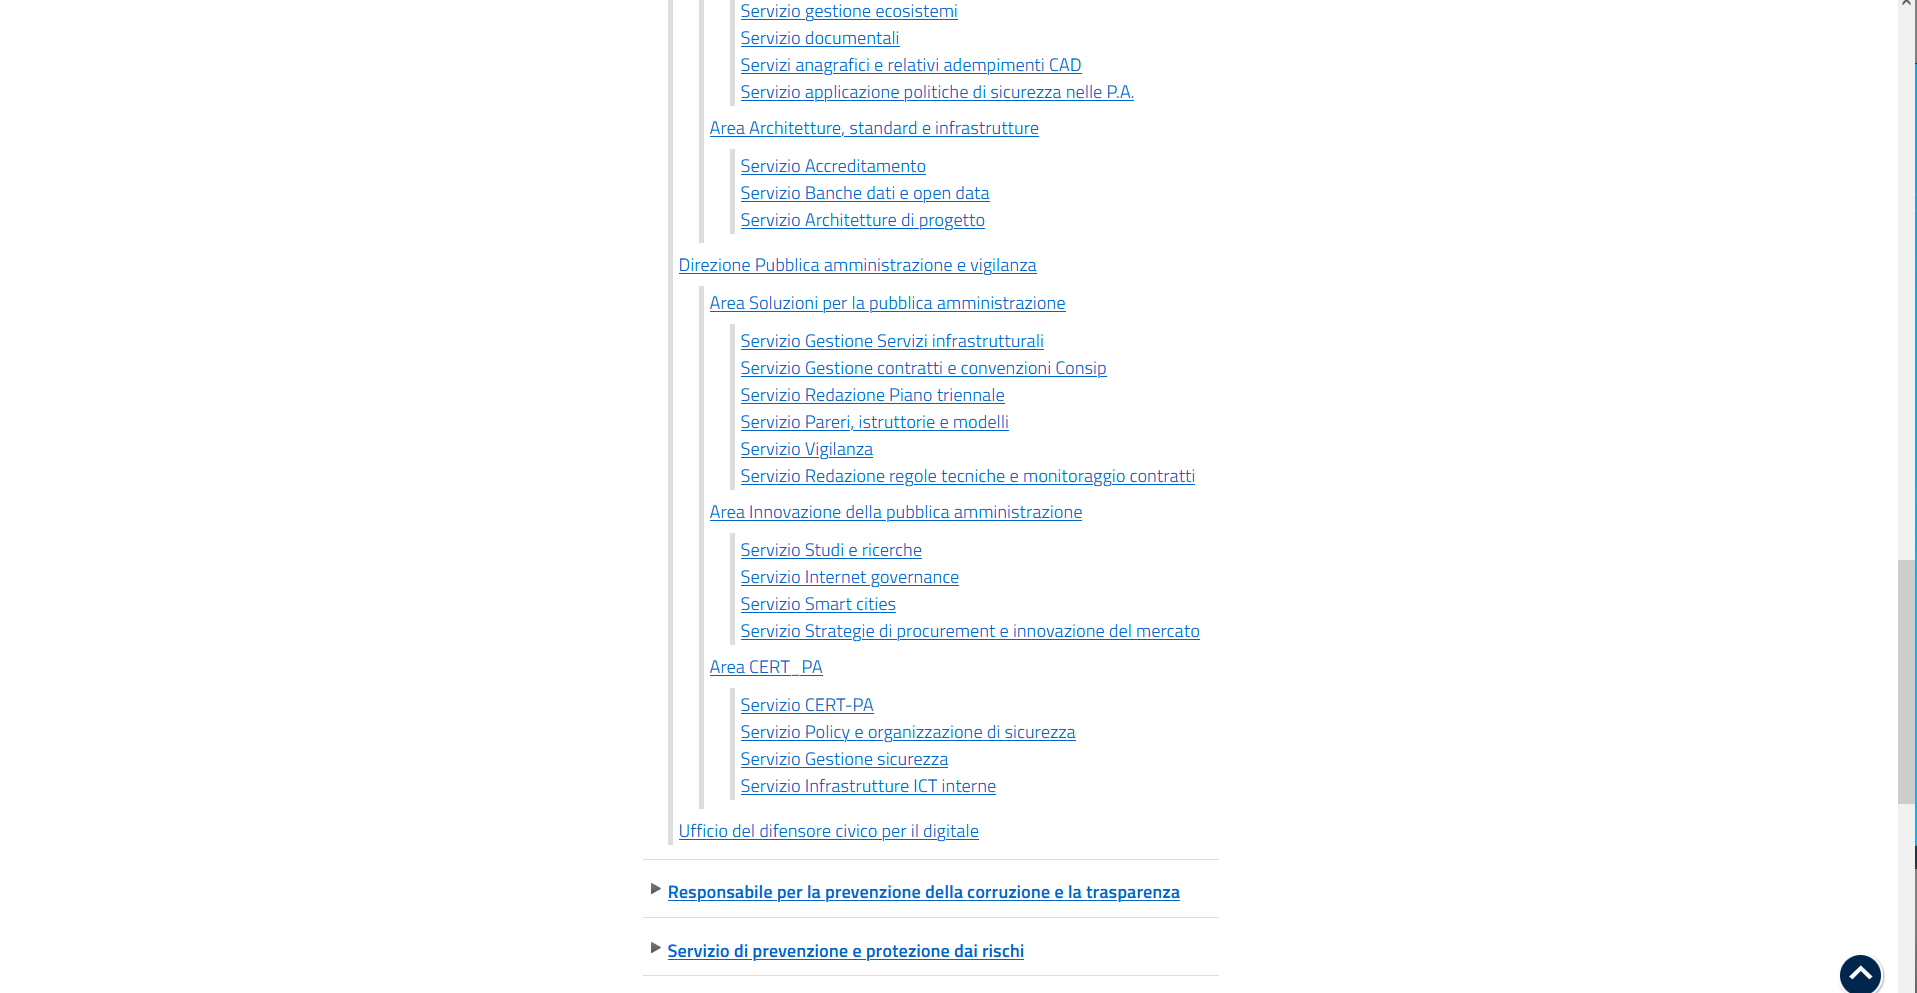 Servizio gestione ecosistemi
Servizio documentali
Servizi anagrafici e relativi adempimenti CAD
Servizio applicazione politiche di sicurezza nelle P.A.
Area Architetture, standard e infrastrutture
Servizio Accreditamento
Servizio Banche dati e open data
Servizio Architetture di progetto
Direzione Pubblica amministrazione e vigilanza
Area Soluzioni per la pubblica amministrazione
Servizio Gestione Servizi infrastrutturali
Servizio Gestione contratti e convenzioni Consip
Servizio Redazione Piano triennale
Servizio Pareri, istruttorie e modelli
Servizio Vigilanza
Servizio Redazione regole tecniche e monitoraggio contratti
Area Innovazione della pubblica amministrazione
Servizio Studi e ricerche
Servizio Internet governance
Servizio Smart cities
Servizio Strategie di procurement e innovazione del mercato
Area CERT_ PA
Servizio CERT-PA
Servizio Policy e organizzazione di sicurezza
Servizio Gestione sicurezza
Servizio Infrastrutture ICT interne
Ufficio del difensore civico per il digitale
Responsabile per la prevenzione della corruzione e la trasparenza
Servizio di prevenzione e protezione dai rischi